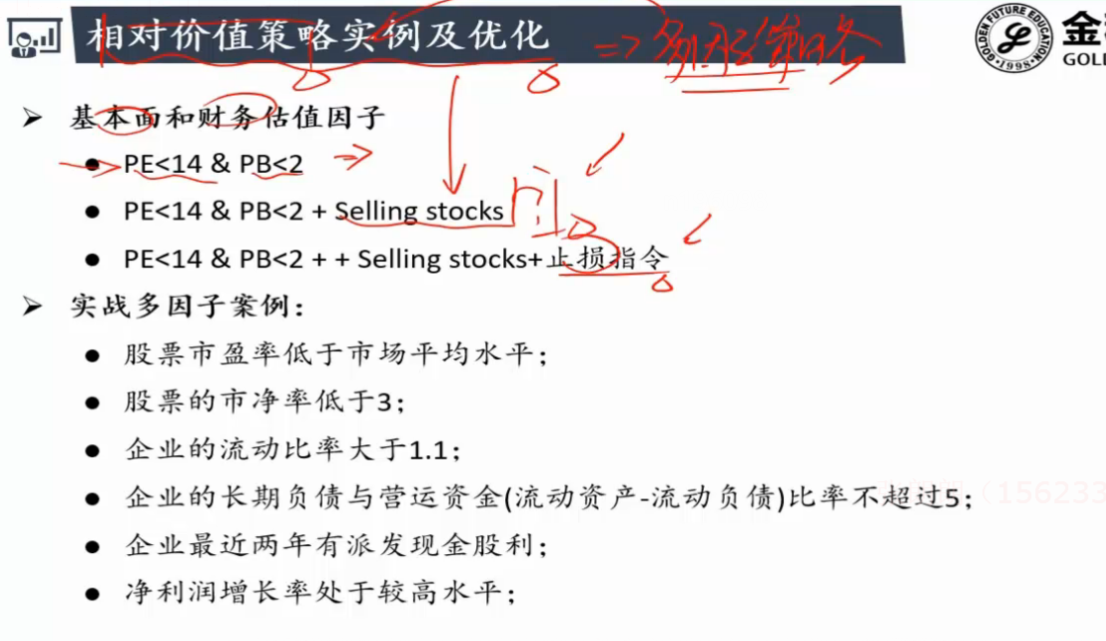 相对价值策略实例及优化
=> 多因子策略
GOLDEN FUTURE EDUCATION
·1998·
金
GOL
➤ 基本面和财务估值因子
● PE<14 & PB<2
● PE<14 & PB<2 + Selling stocks
● PE<14 & PB<2 + + Selling stocks+止损指令
➤ 实战多因子案例：
● 股票市盈率低于市场平均水平；
● 股票的市净率低于3；
● 企业的流动比率大于1.1；
● 企业的长期负债与营运资金(流动资产-流动负债)比率不超过5；
（156233
● 企业最近两年有派发现金股利；
● 净利润增长率处于较高水平；